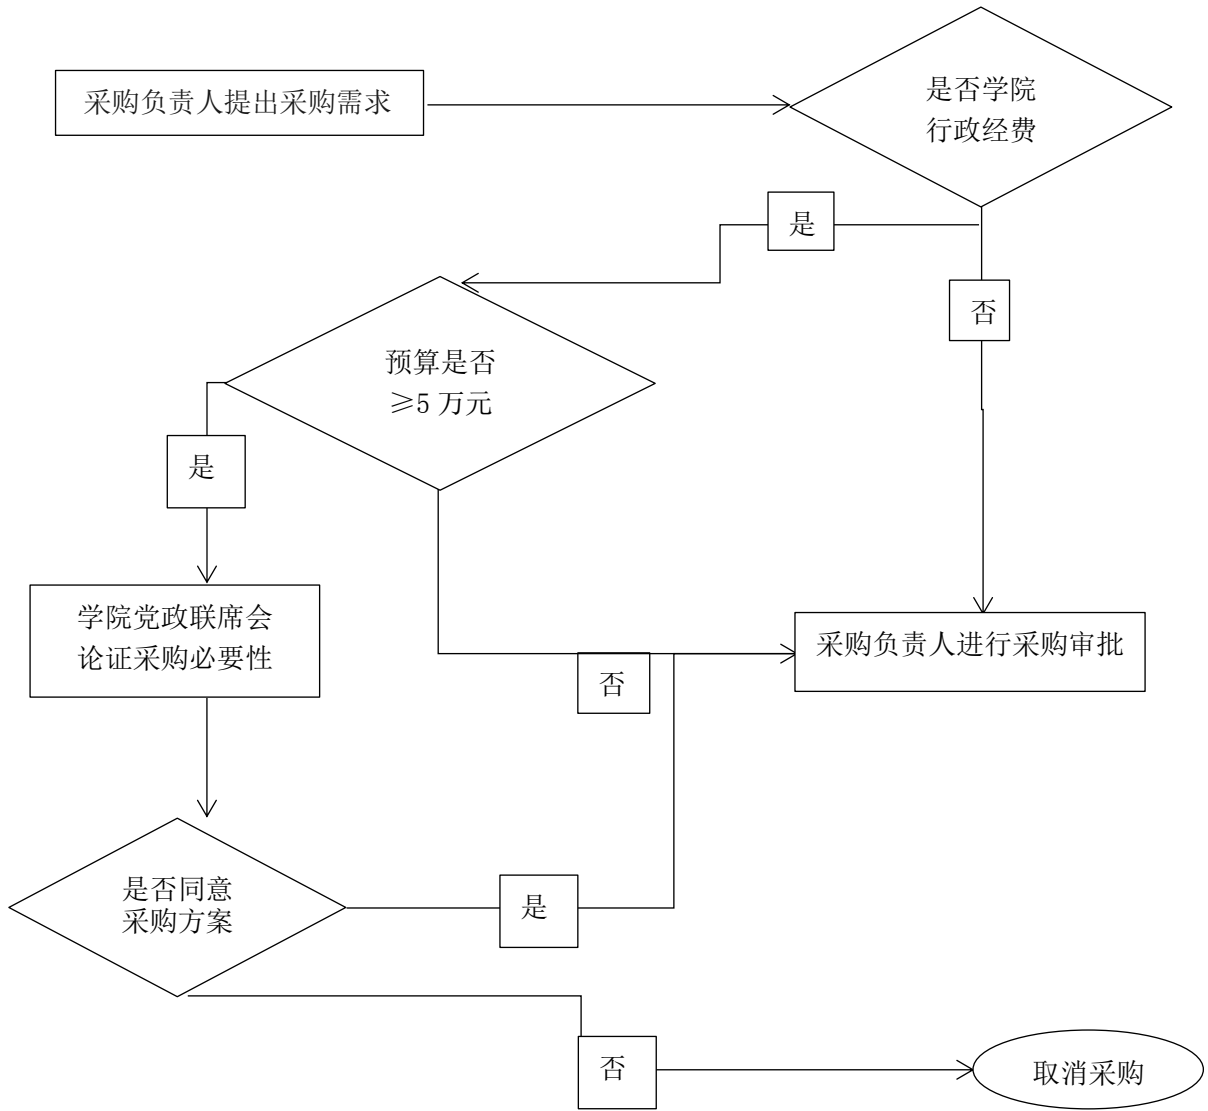 采购负责人提出采购需求
是否学院
行政经费
是
否
预算是否
≥5 万元
是
学院党政联席会
论证采购必要性
采购负责人进行采购审批
否
是否同意
采购方案
是
否
取消采购